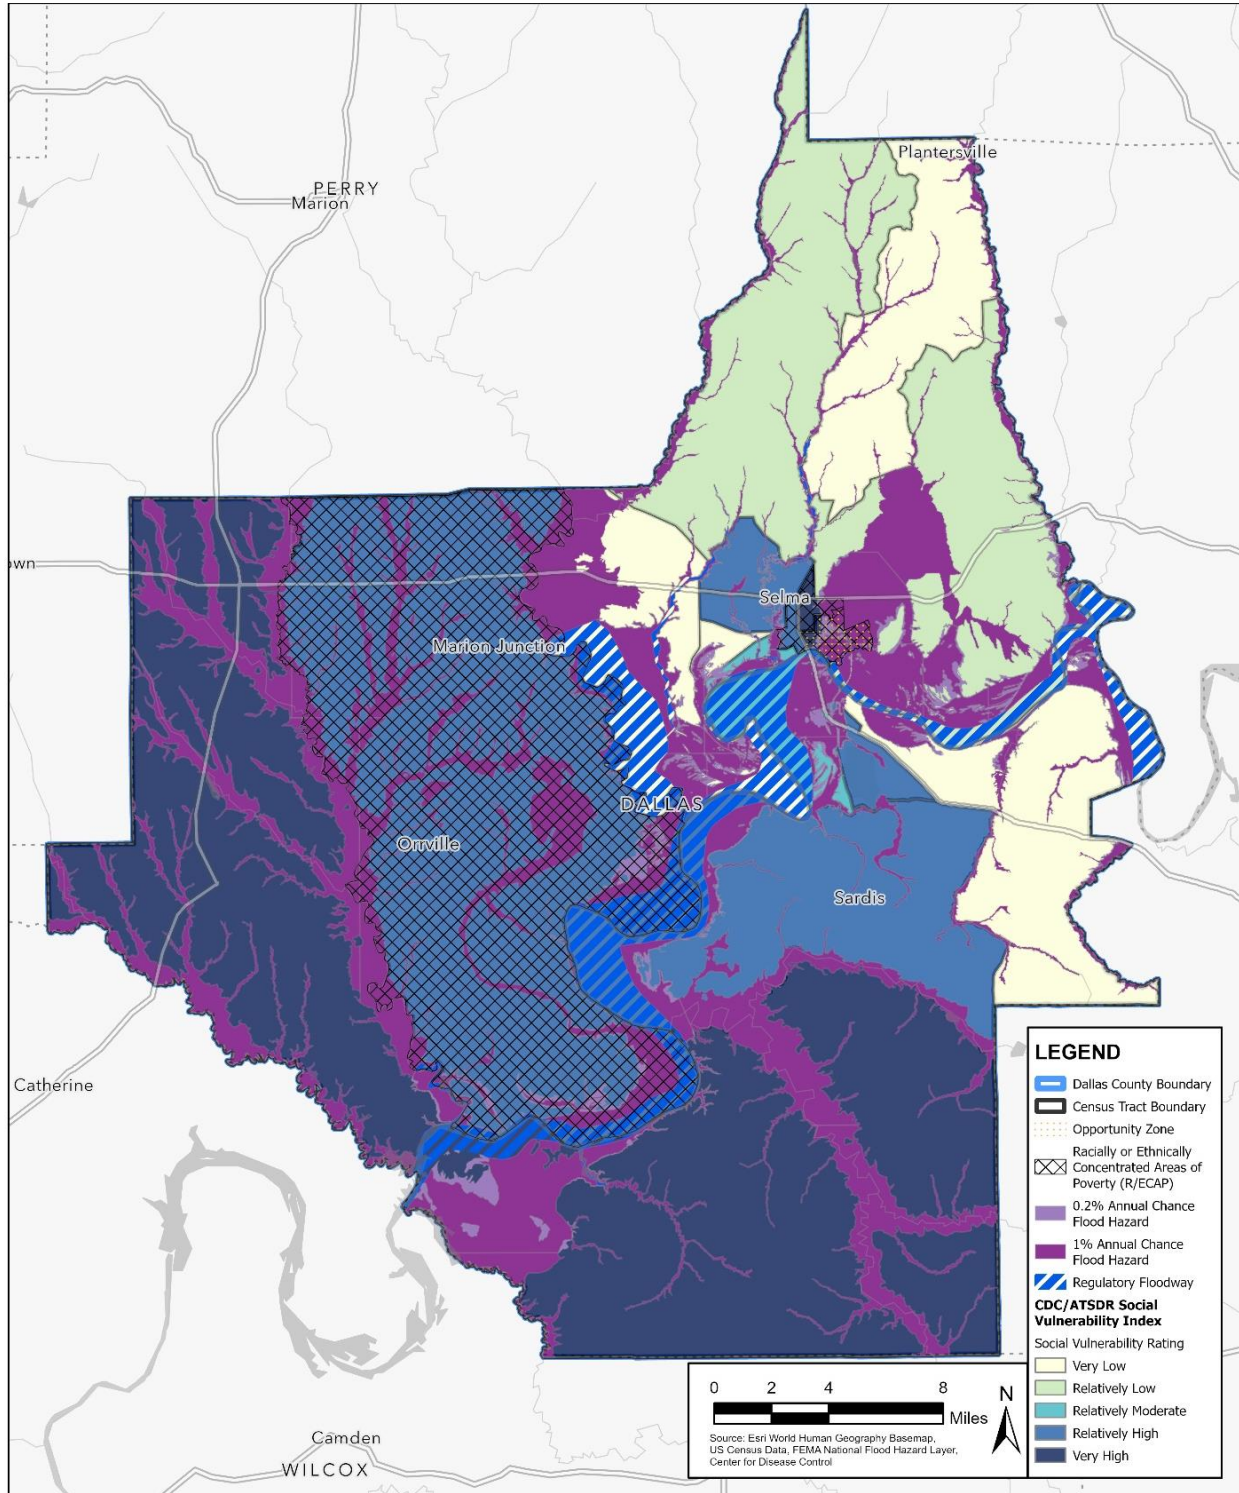 Plantersville
PERRY
Marion
own
Selma
Marion Junction
DALLAS
Orrville
Sardis
Catherine
Camden
WILCOX
LEGEND
Dallas County Boundary
Census Tract Boundary
Opportunity Zone
Racially or Ethnically
Concentrated Areas of
Poverty (R/ECAP)
0.2% Annual Chance
Flood Hazard
1% Annual Chance
Flood Hazard
Regulatory Floodway
CDC/ATSDR Social
Vulnerability Index
Social Vulnerability Rating
Very Low
Relatively Low
Relatively Moderate
Relatively High
Very High
0 2 4 8
Miles
N
Source: Esri World Human Geography Basemap,
US Census Data, FEMA National Flood Hazard Layer,
Center for Disease Control